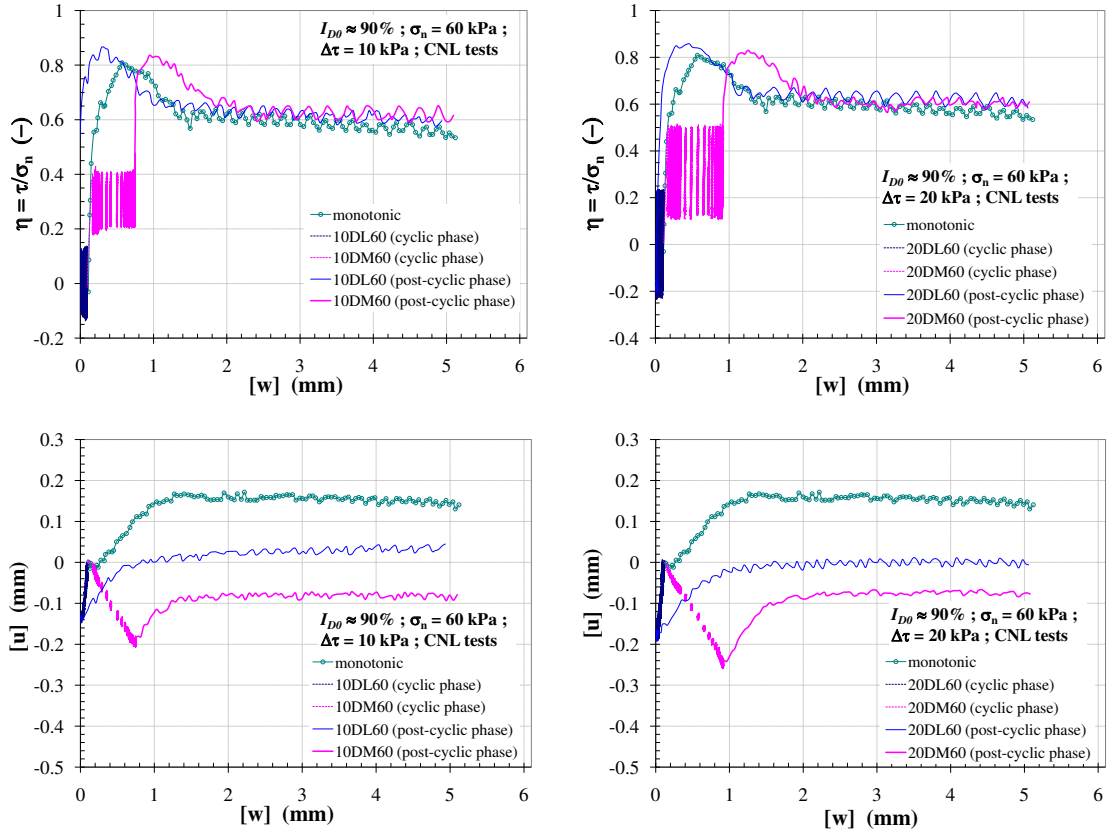 I_D0 ≈ 90% ; σ_n = 60 kPa ;
Δτ = 10 kPa ; CNL tests
η = τ/σ_n (−)
1
0.8
0.6
0.4
0.2
0
-0.2
monotonic
10DL60 (cyclic phase)
10DM60 (cyclic phase)
10DL60 (post-cyclic phase)
10DM60 (post-cyclic phase)
0 1 2 3 4 5 6
[w] (mm)
η = τ/σ_n (−)
1
0.8
0.6
0.4
0.2
0
-0.2
-0.4
I_D0 ≈ 90% ; σ_n = 60 kPa ;
Δτ = 20 kPa ; CNL tests
monotonic
20DL60 (cyclic phase)
20DM60 (cyclic phase)
20DL60 (post-cyclic phase)
20DM60 (post-cyclic phase)
0 1 2 3 4 5 6
[w] (mm)
[u] (mm)
0.3
0.2
0.1
0
-0.1
-0.2
-0.3
-0.4
-0.5
I_D0 ≈ 90% ; σ_n = 60 kPa ;
Δτ = 10 kPa ; CNL tests
monotonic
10DL60 (cyclic phase)
10DM60 (cyclic phase)
10DL60 (post-cyclic phase)
10DM60 (post-cyclic phase)
0 1 2 3 4 5 6
[w] (mm)
[u] (mm)
0.3
0.2
0.1
0
-0.1
-0.2
-0.3
-0.4
-0.5
I_D0 ≈ 90% ; σ_n = 60 kPa ;
Δτ = 20 kPa ; CNL tests
monotonic
20DL60 (cyclic phase)
20DM60 (cyclic phase)
20DL60 (post-cyclic phase)
20DM60 (post-cyclic phase)
0 1 2 3 4 5 6
[w] (mm)